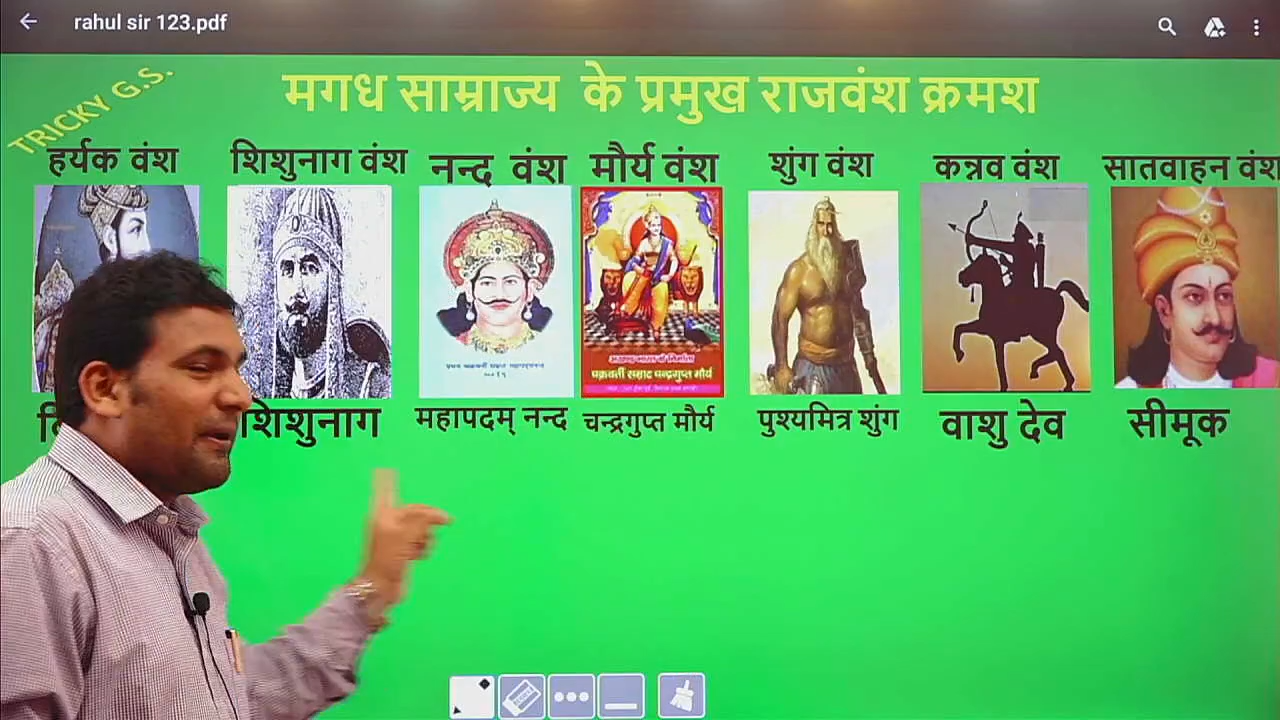 rahul sir 123.pdf
TRICKY G.S.
मगध साम्राज्य के प्रमुख राजवंश क्रमश
हर्यक वंश शिशुनाग वंश नन्द वंश मौर्य वंश शुंग वंश कन्नव वंश सातवाहन वंश
चक्रवर्ती सम्राट चन्द्रगुप्त मौर्य
शिशुनाग महापदम् नन्द चन्द्रगुप्त मौर्य पुश्यमित्र शुंग वाशु देव सीमूक